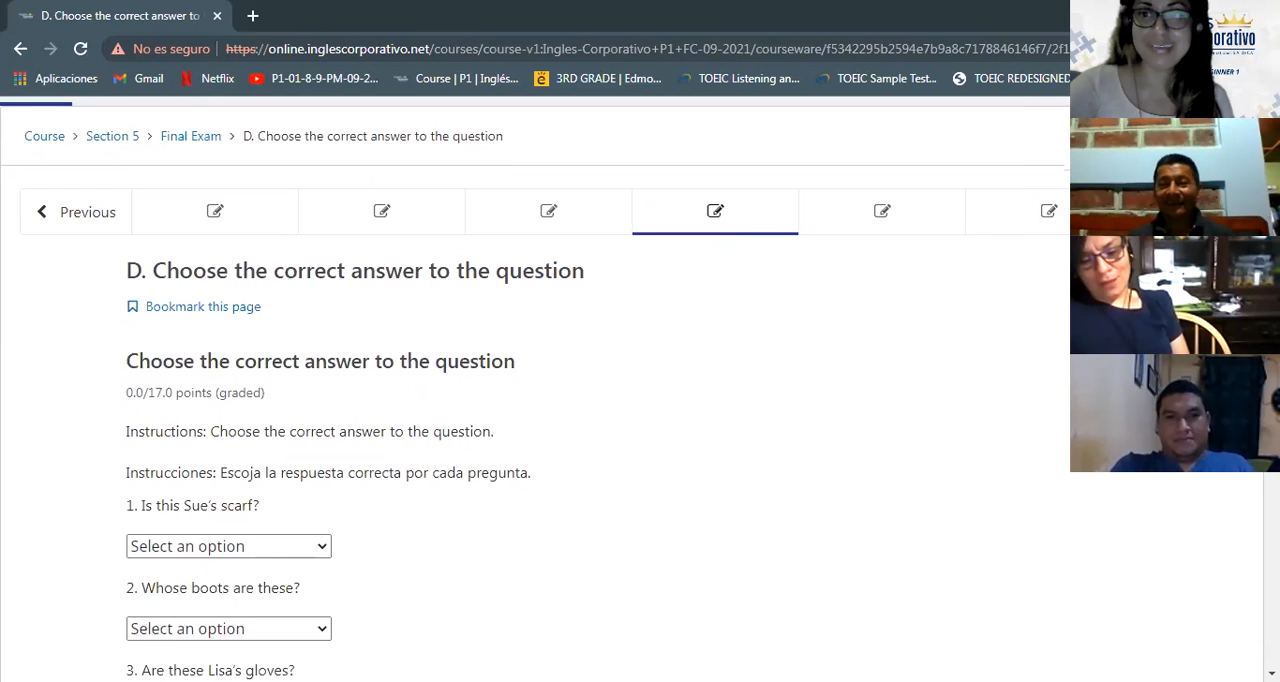 D. Choose the correct answer to
No es seguro | https://online.inglescorporativo.net/courses/course-v1:Ingles-Corporativo+P1+FC-09-2021/courseware/f5342295b2594e7b9a8c7178846146f7/2f1
Aplicaciones Gmail Netflix P1-01-8-9-PM-09-2... Course | P1 | Inglés... 3RD GRADE | Edmo... TOEIC Listening an... TOEIC Sample Test... TOEIC REDESIGNED
Course > Section 5 > Final Exam > D. Choose the correct answer to the question
Previous
D. Choose the correct answer to the question
Bookmark this page
Choose the correct answer to the question
0.0/17.0 points (graded)
Instructions: Choose the correct answer to the question.
Instrucciones: Escoja la respuesta correcta por cada pregunta.
1. Is this Sue's scarf?
Select an option
2. Whose boots are these?
Select an option
3. Are these Lisa's gloves?